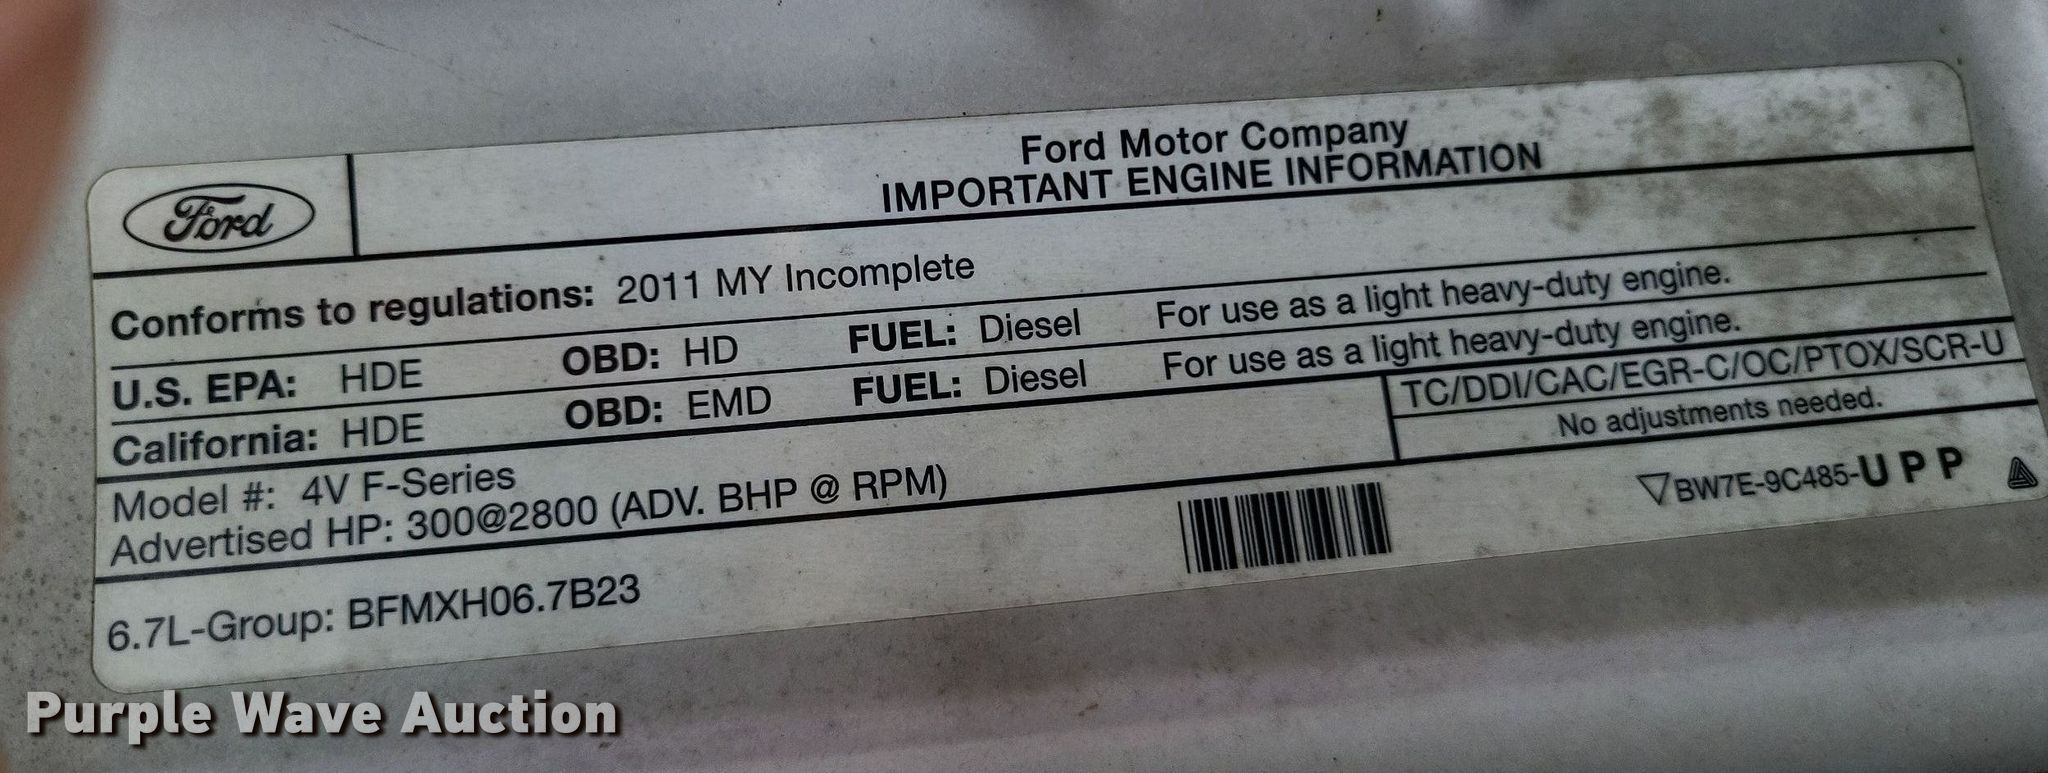 Ford Motor Company
IMPORTANT ENGINE INFORMATION
Ford
Conforms to regulations: 2011 MY Incomplete
U.S. EPA: HDE OBD: HD FUEL: Diesel For use as a light heavy-duty engine.
California: HDE OBD: EMD FUEL: Diesel For use as a light heavy-duty engine.
Model #: 4V F-Series
Advertised HP: 300@2800 (ADV. BHP @ RPM)
TC/DDI/CAC/EGR-C/OC/PTOX/SCR-U
No adjustments needed.
6.7L-Group: BFMXH06.7B23
BW7E-9C485-U P P
Purple Wave Auction